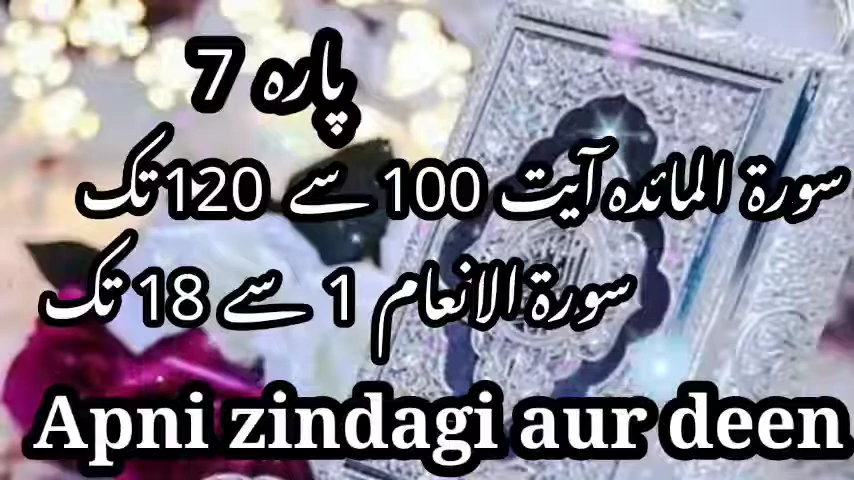 پارہ 7
سورۃ المائدہ آیت 100 سے 120 تک
سورۃ الانعام 1 سے 18 تک
Apni zindagi aur deen